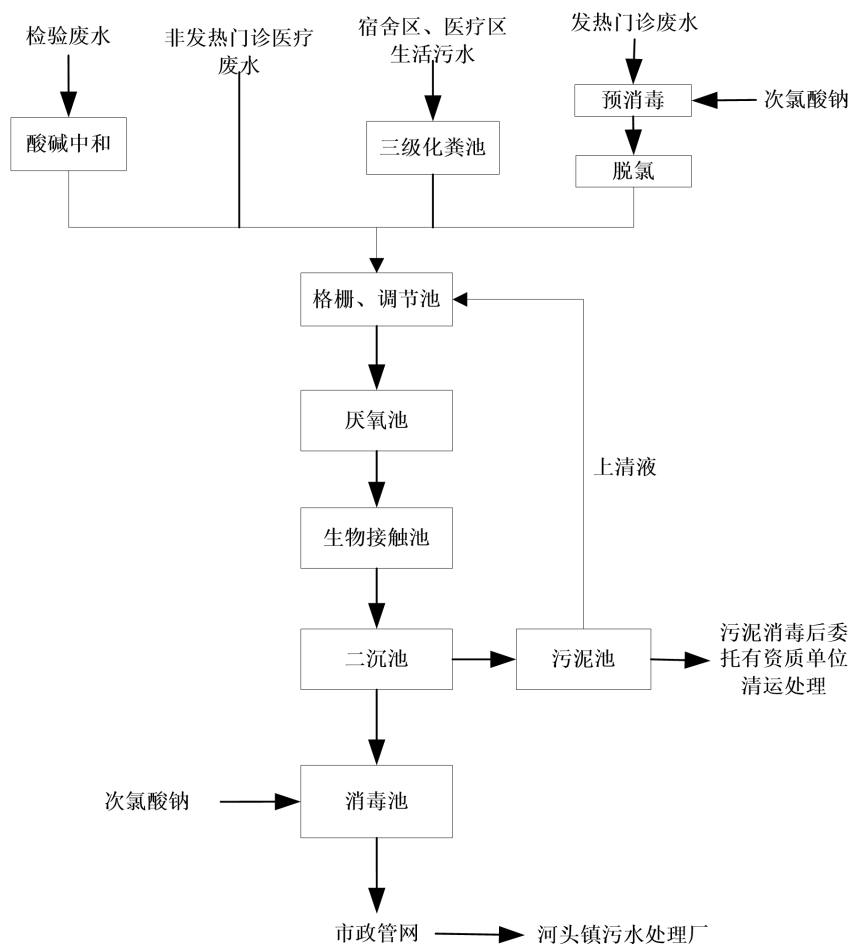 检验废水
非发热门诊医疗
废水
宿舍区、医疗区
生活污水
发热门诊废水
预消毒
次氯酸钠
酸碱中和
三级化粪池
脱氯
格栅、调节池
厌氧池
上清液
生物接触池
二沉池
污泥池
污泥消毒后委
托有资质单位
清运处理
次氯酸钠
消毒池
市政管网
河头镇污水处理厂